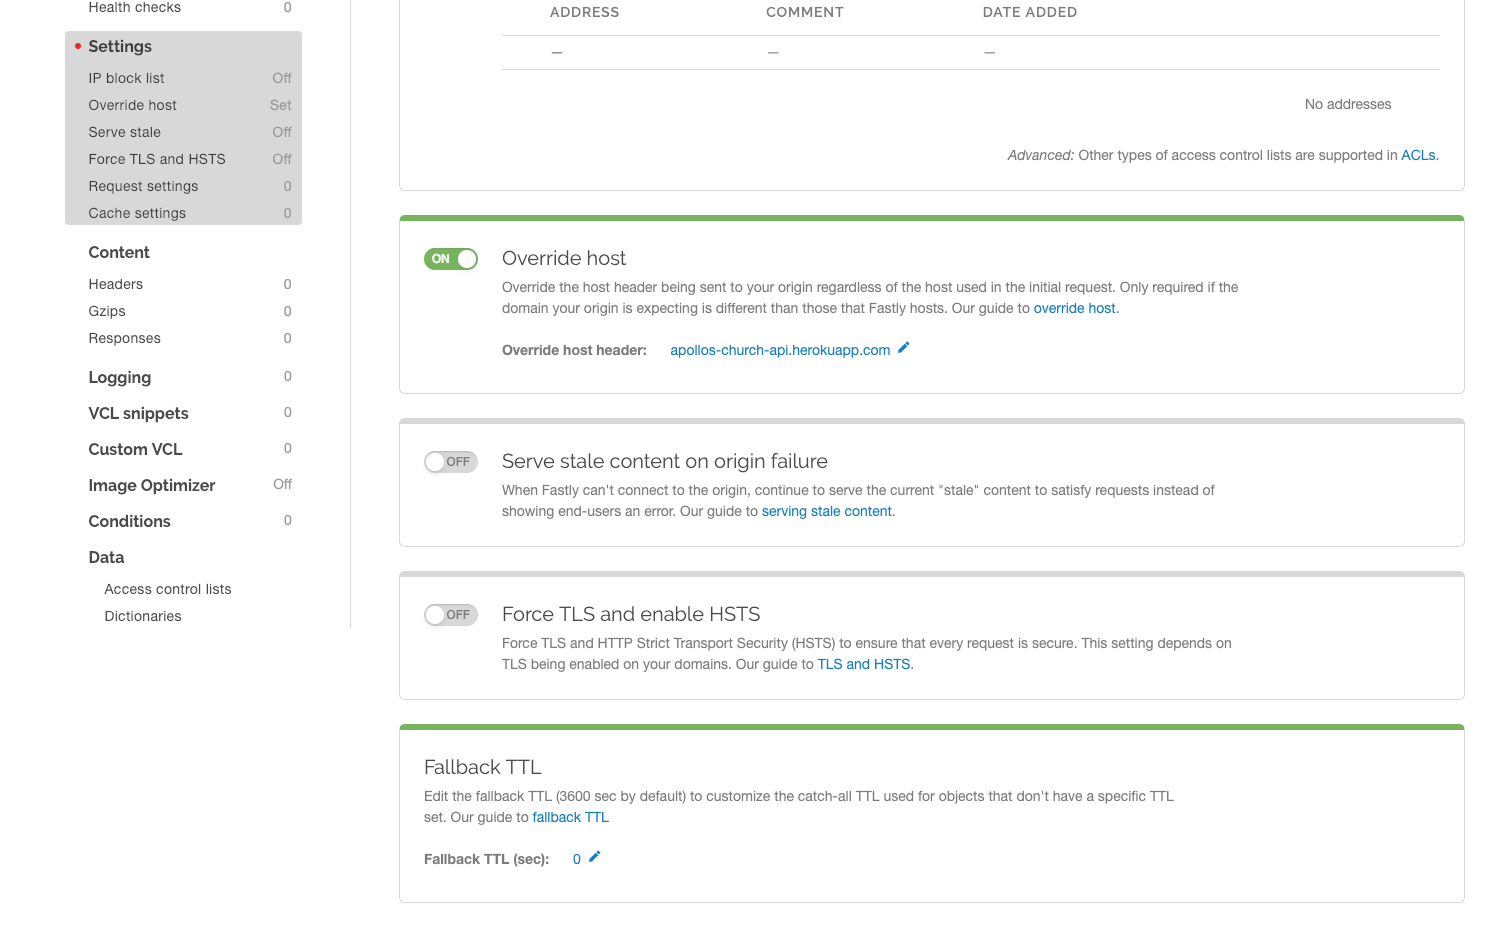 Health checks 0
Settings
IP block list Off
Override host Set
Serve stale Off
Force TLS and HSTS Off
Request settings 0
Cache settings 0
Content
Headers 0
Gzips 0
Responses 0
Logging 0
VCL snippets 0
Custom VCL 0
Image Optimizer Off
Conditions 0
Data
Access control lists
Dictionaries
ADDRESS COMMENT DATE ADDED
— — —
No addresses
Advanced: Other types of access control lists are supported in ACLs.
ON Override host
Override the host header being sent to your origin regardless of the host used in the initial request. Only required if the
domain your origin is expecting is different than those that Fastly hosts. Our guide to override host.
Override host header: apollos-church-api.herokuapp.com
OFF Serve stale content on origin failure
When Fastly can't connect to the origin, continue to serve the current "stale" content to satisfy requests instead of
showing end-users an error. Our guide to serving stale content.
OFF Force TLS and enable HSTS
Force TLS and HTTP Strict Transport Security (HSTS) to ensure that every request is secure. This setting depends on
TLS being enabled on your domains. Our guide to TLS and HSTS.
Fallback TTL
Edit the fallback TTL (3600 sec by default) to customize the catch-all TTL used for objects that don't have a specific TTL
set. Our guide to fallback TTL
Fallback TTL (sec): 0